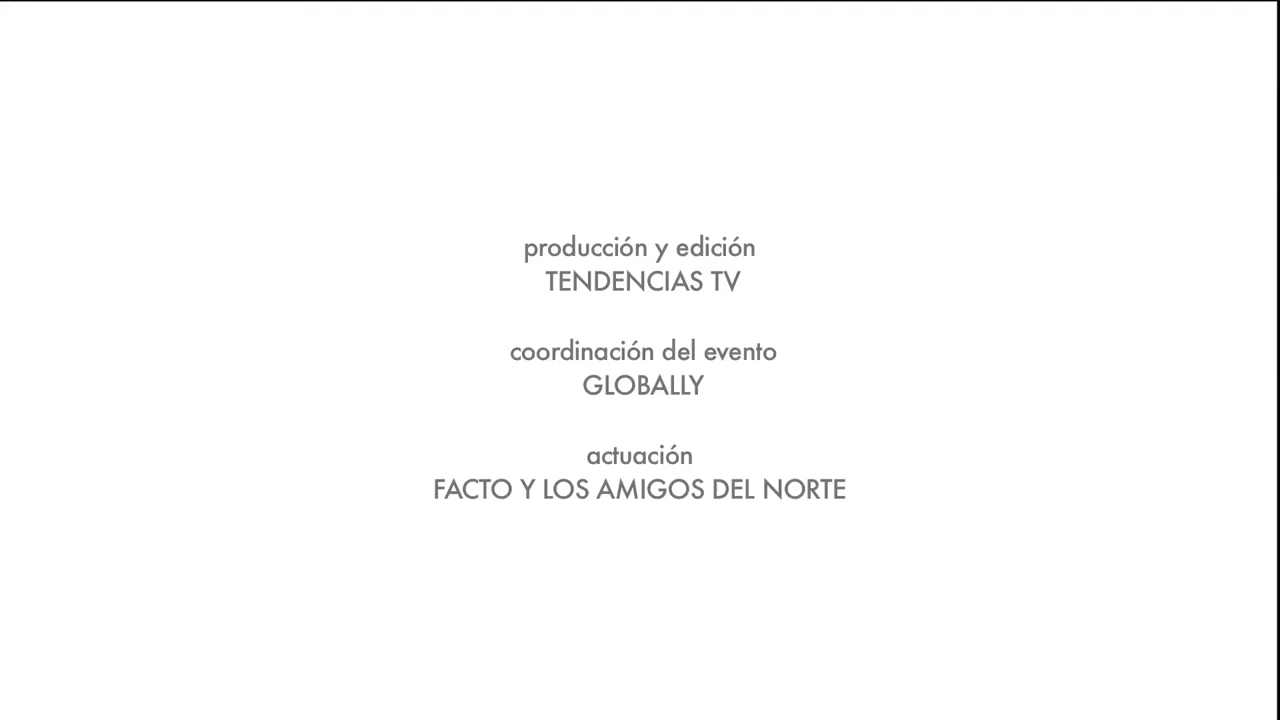 producción y edición
TENDENCIAS TV
coordinación del evento
GLOBALLY
actuación
FACTO Y LOS AMIGOS DEL NORTE